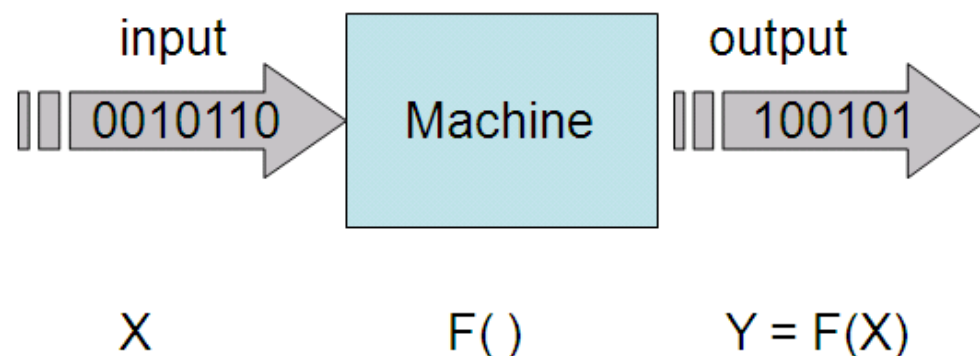 input output
0010110 Machine 100101
X F( ) Y = F(X)